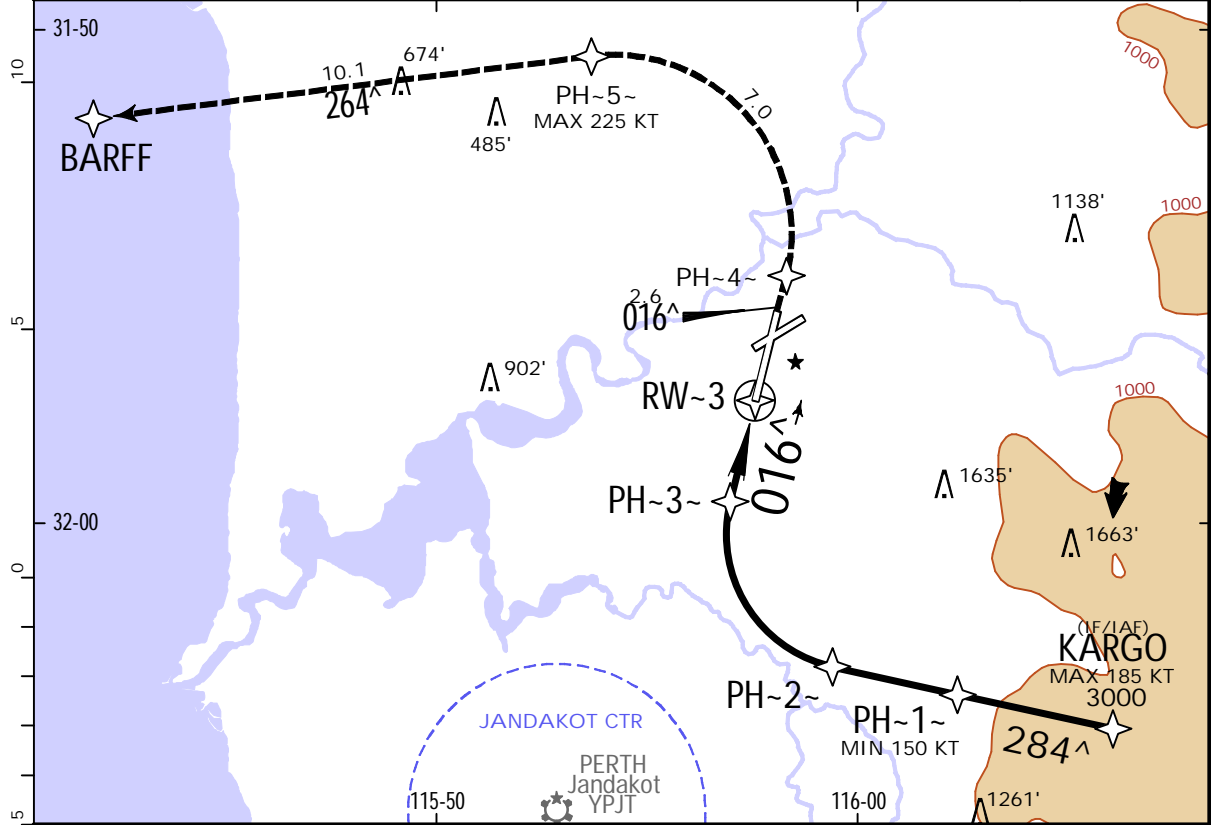 31-50
10
674'
10.1
264^
PH~5~
MAX 225 KT
485'
BARFF
7.0
1000
1138'
1000
PH~4~
2.6
016^
5
902'
RW~3
1000
016^
1635'
PH~3~
32-00
1663'
0
(IF/IAF)
KARGO
MAX 185 KT
3000
PH~2~
PH~1~
MIN 150 KT
284^
JANDAKOT CTR
PERTH
Jandakot
YPJT
115-50
116-00
1261'
5